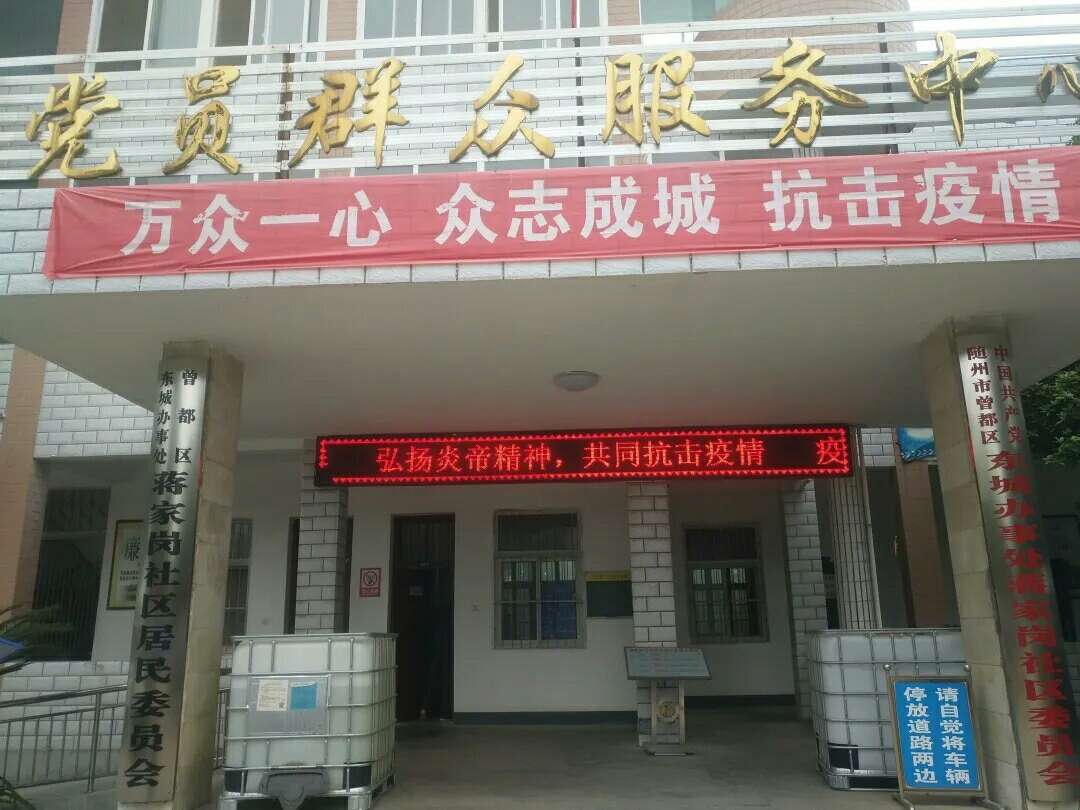 党员群众服务中心
万众一心 众志成城 抗击疫情
弘扬炎帝精神，共同抗击疫情 疫
曾都区
东城办事处
蒋家岗社区居民委员会
中国共产党
随州市曾都区
东城办事处蒋家岗社区委员会
廉
请自觉将车辆
停放道路两边